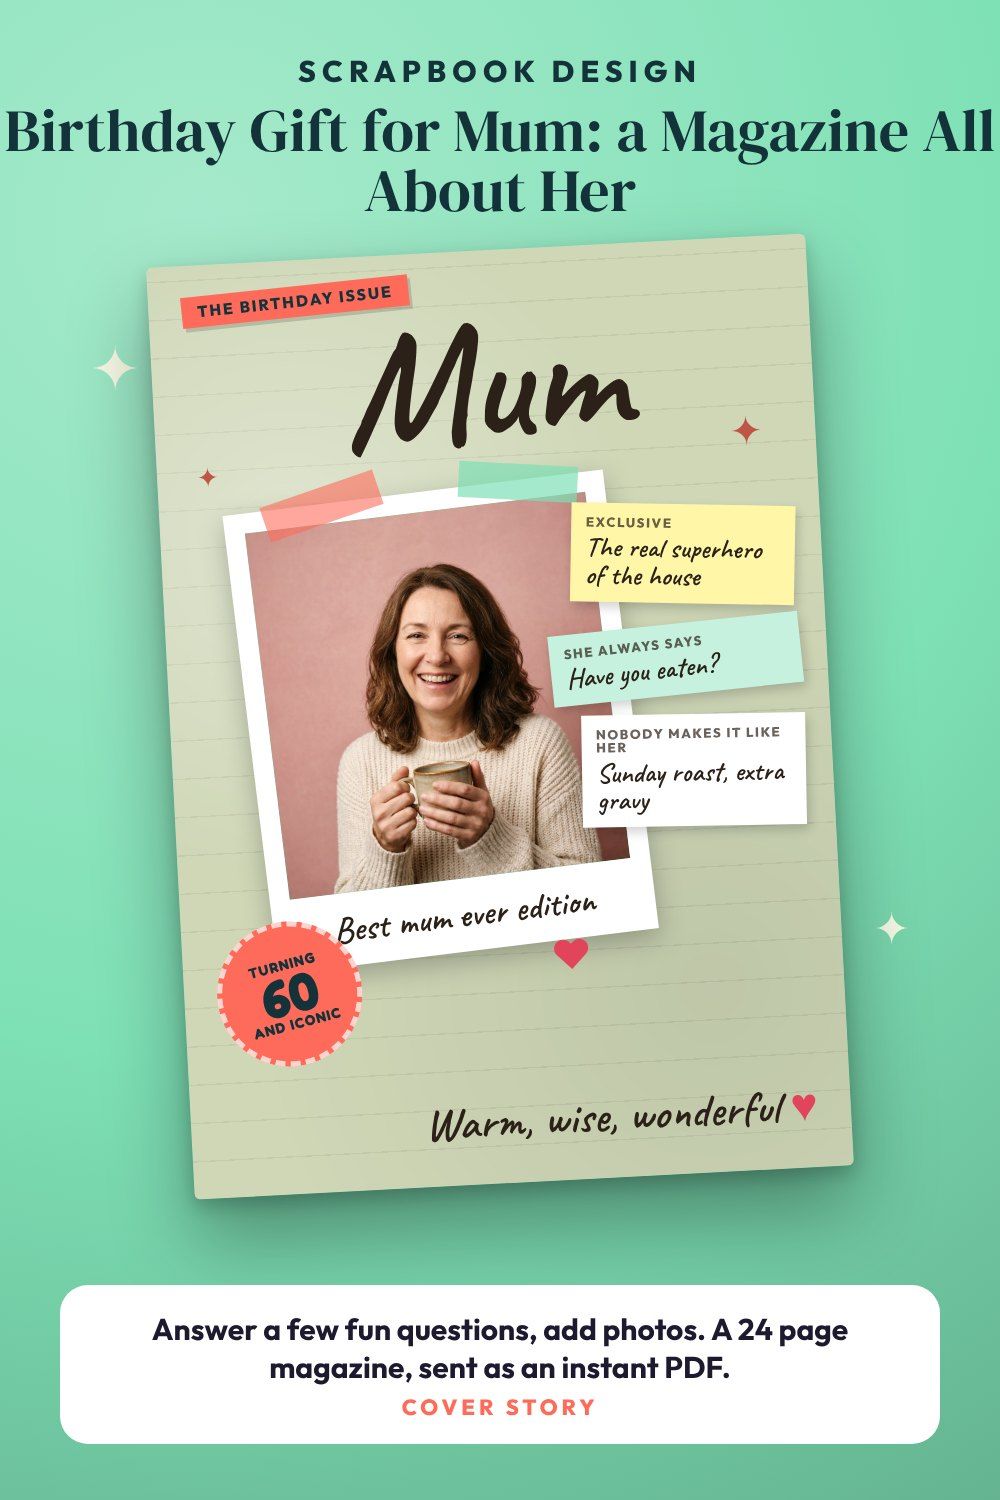 SCRAPBOOK DESIGN
Birthday Gift for Mum: a Magazine All
About Her
THE BIRTHDAY ISSUE
Mum
EXCLUSIVE
The real superhero
of the house
SHE ALWAYS SAYS
Have you eaten?
NOBODY MAKES IT LIKE
HER
Sunday roast, extra
gravy
Best mum ever edition
TURNING
60
AND ICONIC
Warm, wise, wonderful
Answer a few fun questions, add photos. A 24 page
magazine, sent as an instant PDF.
COVER STORY